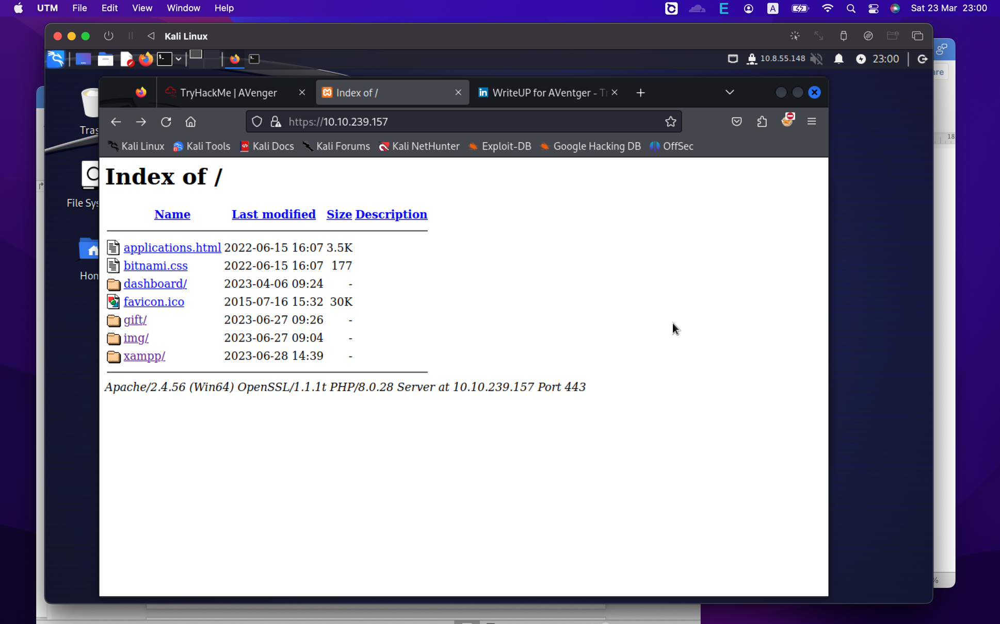 UTM File Edit View Window Help
E A Sat 23 Mar 23:00
Kali Linux
10.8.55.148 23:00
are
TryHackMe | AVenger Index of / in WriteUP for AVentger - Tr
https://10.10.239.157
Kali Linux Kali Tools Kali Docs Kali Forums Kali NetHunter Exploit-DB Google Hacking DB OffSec
Tras
18
File Sys
Hom
Index of /
Name Last modified Size Description
applications.html 2022-06-15 16:07 3.5K
bitnami.css 2022-06-15 16:07 177
dashboard/ 2023-04-06 09:24 -
favicon.ico 2015-07-16 15:32 30K
gift/ 2023-06-27 09:26 -
img/ 2023-06-27 09:04 -
xampp/ 2023-06-28 14:39 -
Apache/2.4.56 (Win64) OpenSSL/1.1.1t PHP/8.0.28 Server at 10.10.239.157 Port 443
%